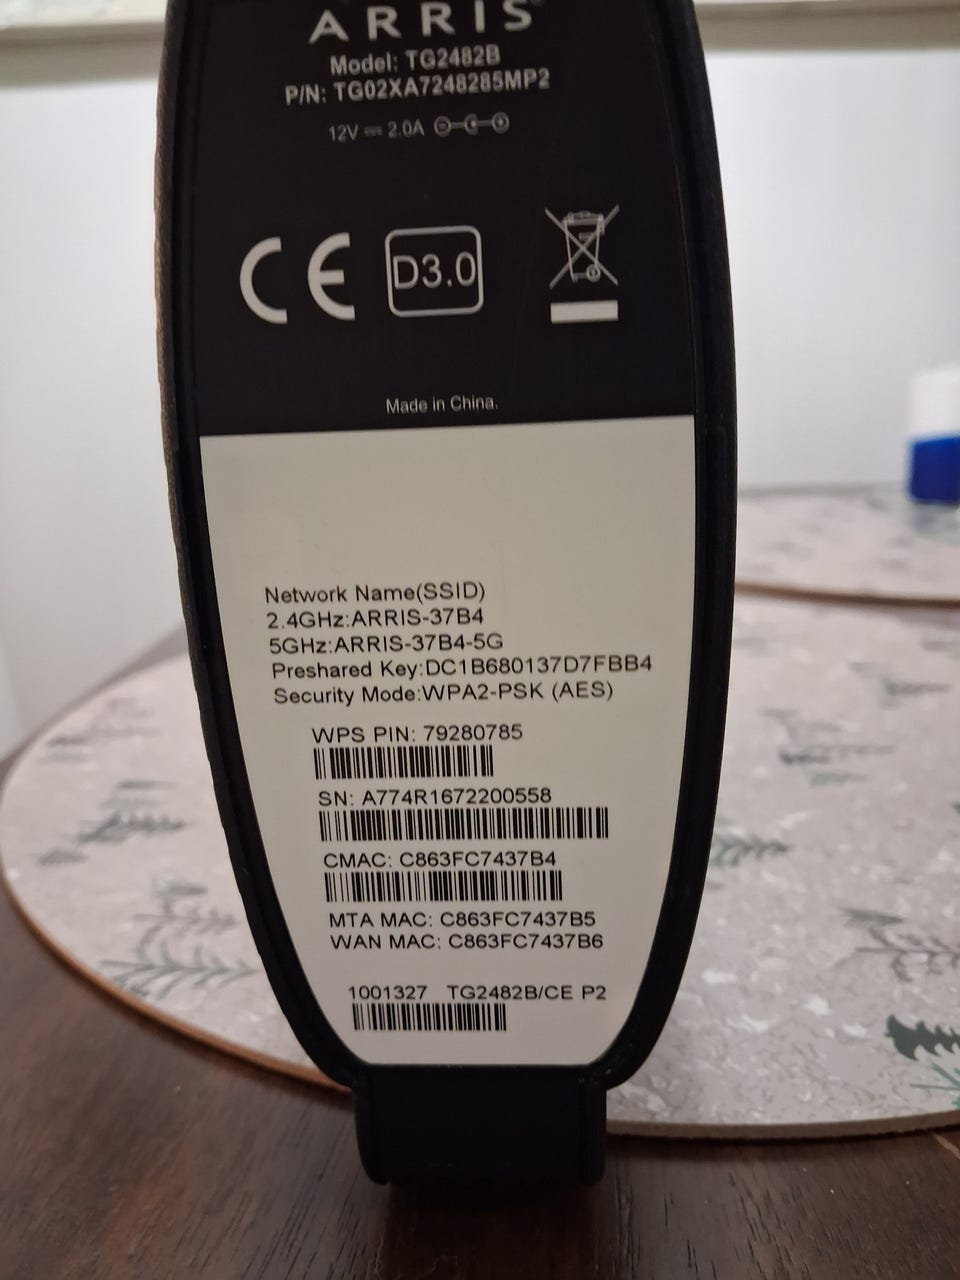 ARRIS
Model: TG2482B
P/N: TG02XA7248285MP2
12V 2.0A
CE D3.0
Made in China.
Network Name(SSID)
2.4GHz:ARRIS-37B4
5GHz:ARRIS-37B4-5G
Preshared Key:DC1B680137D7FBB4
Security Mode:WPA2-PSK (AES)
WPS PIN: 79280785
SN: A774R1672200558
CMAC: C863FC7437B4
MTA MAC: C863FC7437B5
WAN MAC: C863FC7437B6
1001327 TG2482B/CE P2